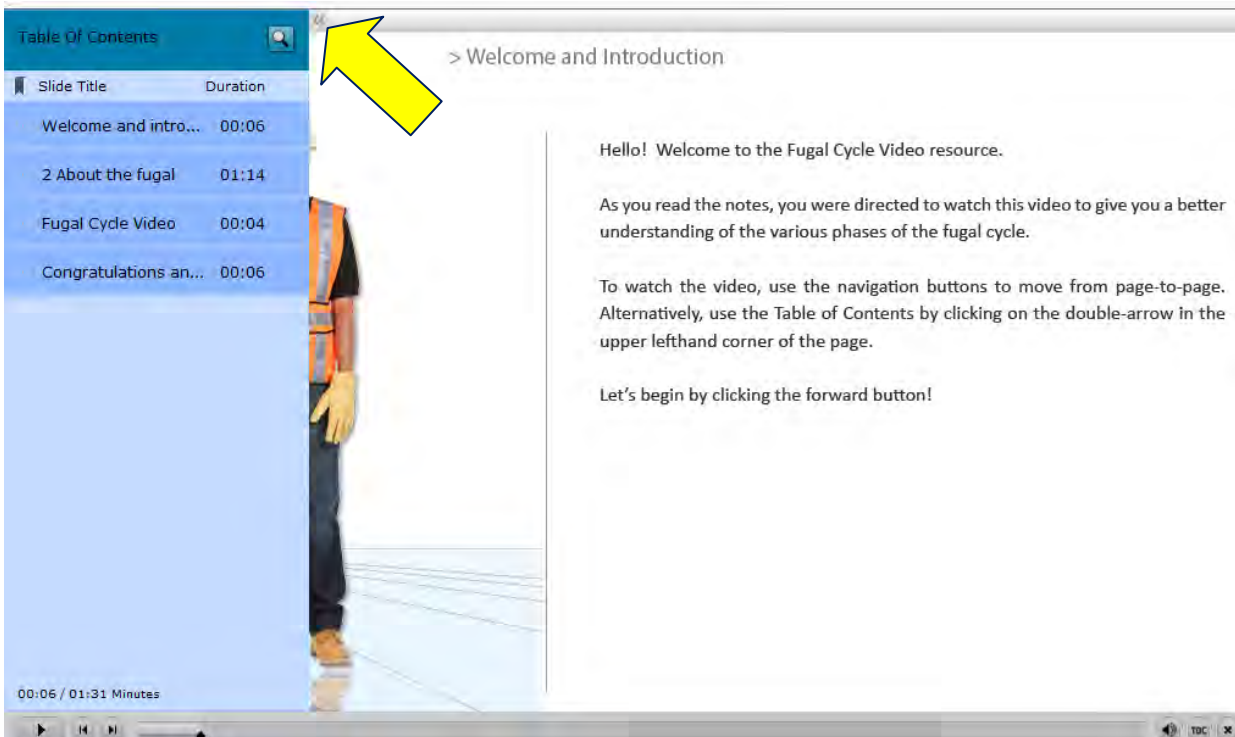 Table Of Contents
Slide Title Duration
Welcome and intro... 00:06
2 About the fugal 01:14
Fugal Cycle Video 00:04
Congratulations an... 00:06
00:06 / 01:31 Minutes
> Welcome and Introduction
Hello! Welcome to the Fugal Cycle Video resource.
As you read the notes, you were directed to watch this video to give you a better
understanding of the various phases of the fugal cycle.
To watch the video, use the navigation buttons to move from page-to-page.
Alternatively, use the Table of Contents by clicking on the double-arrow in the
upper lefthand corner of the page.
Let's begin by clicking the forward button!
TOC